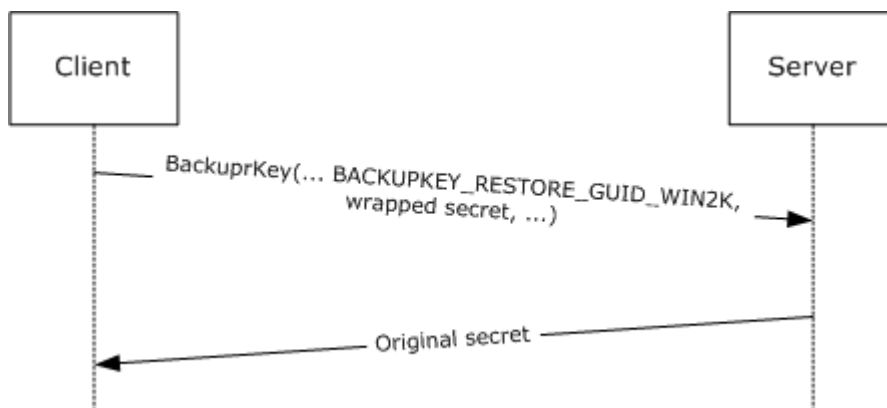 Client
Server
BackuprKey(... BACKUPKEY_RESTORE_GUID_WIN2K,
wrapped secret, ...)
Original secret